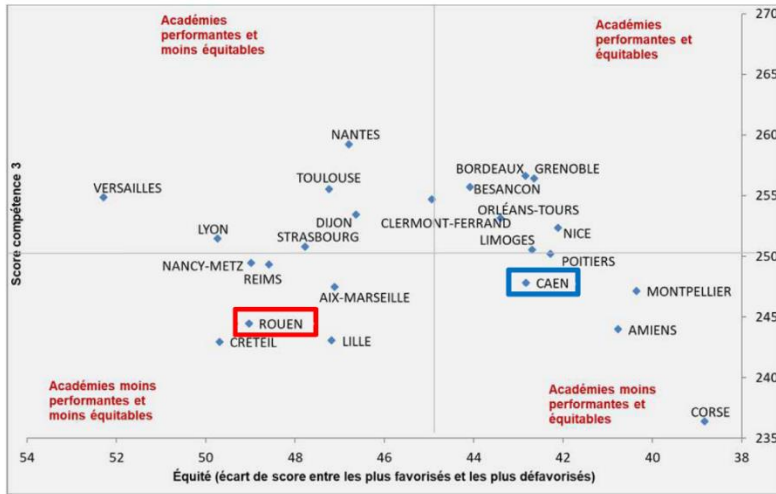 Académies
performantes et
moins équitables
Académies
performantes et
équitables
270
265
260
255
250
245
240
235
Score compétence 3
NANTES
VERSAILLES
TOULOUSE
BORDEAUX
GRENOBLE
BESANCON
LYON
DIJON
STRASBOURG
CLERMONT-FERRAND
ORLÉANS-TOURS
NICE
LIMOGES
POITIERS
NANCY-METZ
REIMS
AIX-MARSEILLE
CAEN
MONTPELLIER
ROUEN
CRÉTEIL
LILLE
AMIENS
CORSE
Académies moins
performantes et
moins équitables
Académies moins
performantes et
équitables
54 52 50 48 46 44 42 40 38
Équité (écart de score entre les plus favorisés et les plus défavorisés)